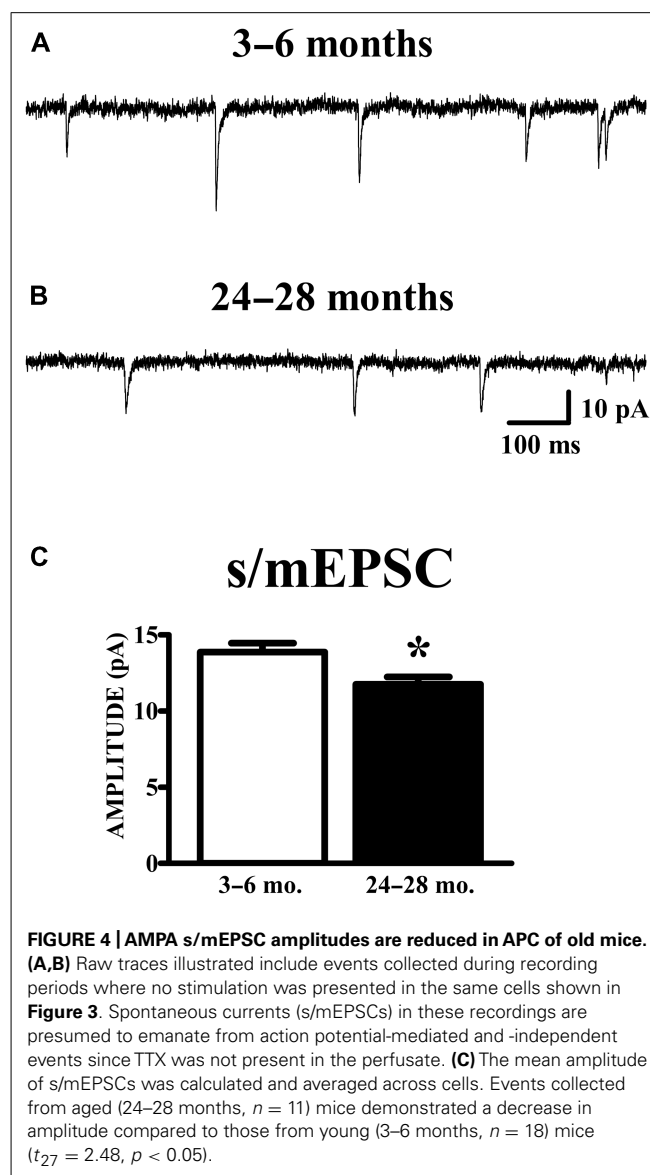 A
3–6 months
B
24–28 months
10 pA
100 ms
C
s/mEPSC
AMPLITUDE (pA)
15
*
10
5
0
3–6 mo.
24–28 mo.
FIGURE 4 | AMPA s/mEPSC amplitudes are reduced in APC of old mice.
(A,B) Raw traces illustrated include events collected during recording
periods where no stimulation was presented in the same cells shown in
Figure 3. Spontaneous currents (s/mEPSCs) in these recordings are
presumed to emanate from action potential-mediated and -independent
events since TTX was not present in the perfusate. (C) The mean amplitude
of s/mEPSCs was calculated and averaged across cells. Events collected
from aged (24–28 months, n = 11) mice demonstrated a decrease in
amplitude compared to those from young (3–6 months, n = 18) mice
(t27 = 2.48, p < 0.05).